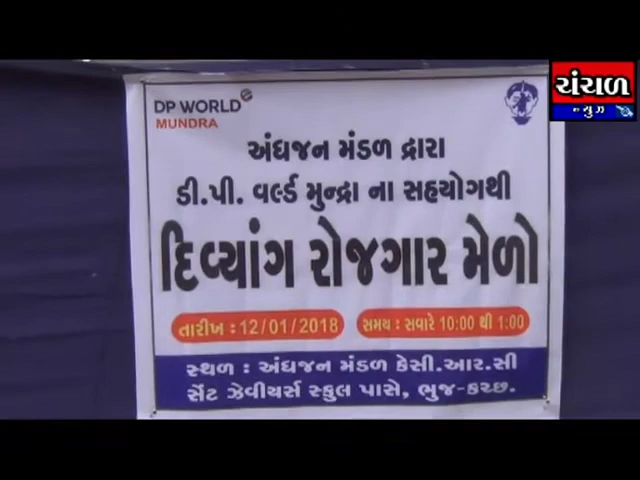 ચંચળ
ન્યુઝ
DP WORLD
MUNDRA
અંધજન મંડળ દ્વારા
ડી.પી. વર્લ્ડ મુન્દ્રા ના સહયોગથી
દિવ્યાંગ રોજગાર મેળો
તારીખ : 12/01/2018
સમય : સવારે 10:00 થી 1:00
સ્થળ : અંધજન મંડળ કેસી.આર.સી
સેંટ ઝેવીયર્સ સ્કુલ પાસે, ભુજ-કચ્છ.